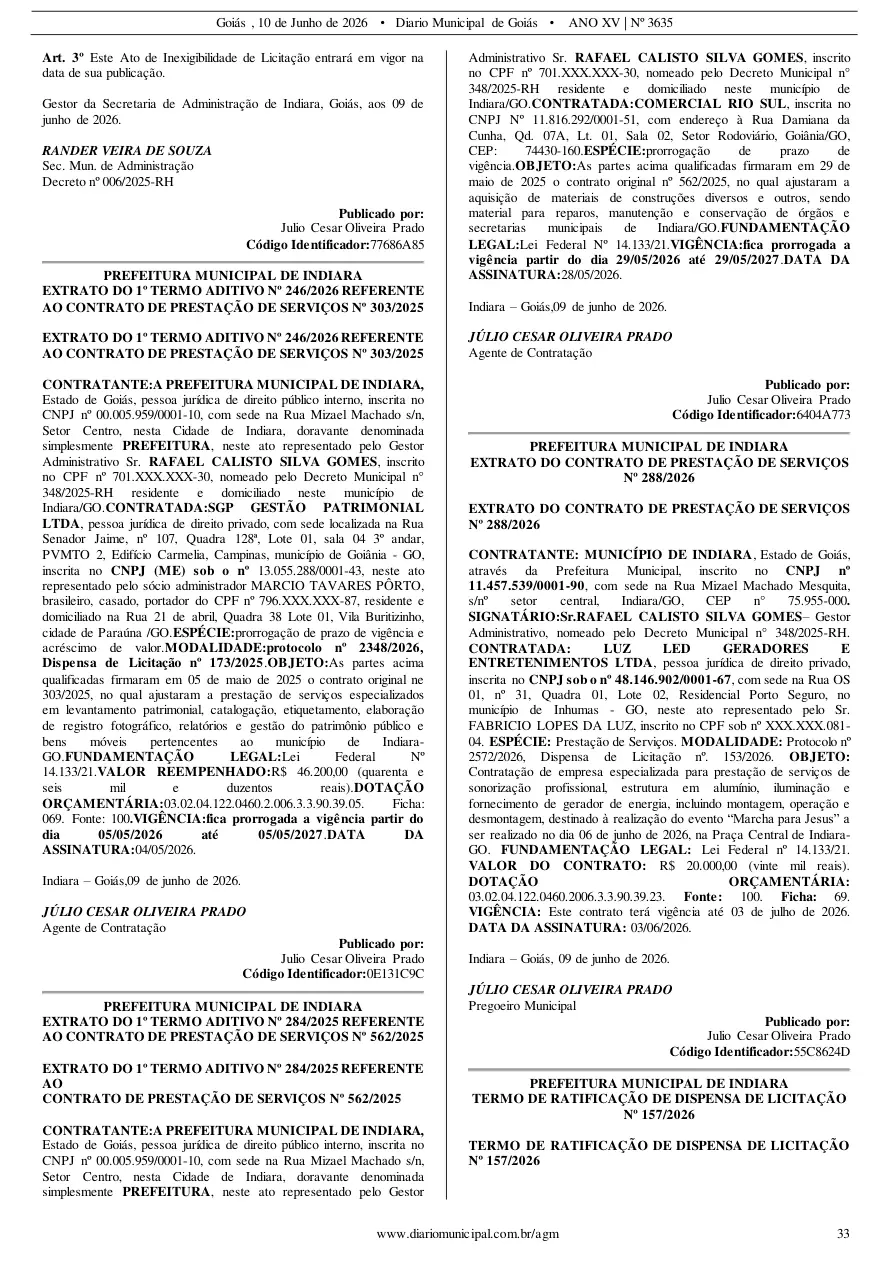 Goiás , 10 de Junho de 2026 • Diario Municipal de Goiás • ANO XV | Nº 3635
Art. 3º Este Ato de Inexigibilidade de Licitação entrará em vigor na
data de sua publicação.
Gestor da Secretaria de Administração de Indiara, Goiás, aos 09 de
junho de 2026.
RANDER VEIRA DE SOUZA
Sec. Mun. de Administração
Decreto nº 006/2025-RH
Publicado por:
Julio Cesar Oliveira Prado
Código Identificador:77686A85
PREFEITURA MUNICIPAL DE INDIARA
EXTRATO DO 1º TERMO ADITIVO Nº 246/2026 REFERENTE
AO CONTRATO DE PRESTAÇÃO DE SERVIÇOS Nº 303/2025
EXTRATO DO 1º TERMO ADITIVO Nº 246/2026 REFERENTE
AO CONTRATO DE PRESTAÇÃO DE SERVIÇOS Nº 303/2025
CONTRATANTE:A PREFEITURA MUNICIPAL DE INDIARA,
Estado de Goiás, pessoa jurídica de direito público interno, inscrita no
CNPJ nº 00.005.959/0001-10, com sede na Rua Mizael Machado s/n,
Setor Centro, nesta Cidade de Indiara, doravante denominada
simplesmente PREFEITURA, neste ato representado pelo Gestor
Administrativo Sr. RAFAEL CALISTO SILVA GOMES, inscrito
no CPF nº 701.XXX.XXX-30, nomeado pelo Decreto Municipal n°
348/2025-RH residente e domiciliado neste município de
Indiara/GO.CONTRATADA:SGP GESTÃO PATRIMONIAL
LTDA, pessoa jurídica de direito privado, com sede localizada na Rua
Senador Jaime, nº 107, Quadra 128ª, Lote 01, sala 04 3º andar,
PVMTO 2, Edifício Carmelia, Campinas, município de Goiânia - GO,
inscrita no CNPJ (ME) sob o nº 13.055.288/0001-43, neste ato
representado pelo sócio administrador MARCIO TAVARES PÔRTO,
brasileiro, casado, portador do CPF nº 796.XXX.XXX-87, residente e
domiciliado na Rua 21 de abril, Quadra 38 Lote 01, Vila Buritizinho,
cidade de Paraúna /GO.ESPÉCIE:prorrogação de prazo de vigência e
acréscimo de valor.MODALIDADE:protocolo nº 2348/2026,
Dispensa de Licitação nº 173/2025.OBJETO:As partes acima
qualificadas firmaram em 05 de maio de 2025 o contrato original ne
303/2025, no qual ajustaram a prestação de serviços especializados
em levantamento patrimonial, catalogação, etiquetamento, elaboração
de registro fotográfico, relatórios e gestão do patrimônio público e
bens móveis pertencentes ao município de Indiara-
GO.FUNDAMENTAÇÃO LEGAL:Lei Federal Nº
14.133/21.VALOR REEMPENHADO:R$ 46.200,00 (quarenta e
seis mil e duzentos reais).DOTAÇÃO
ORÇAMENTÁRIA:03.02.04.122.0460.2.006.3.3.90.39.05. Ficha:
069. Fonte: 100.VIGÊNCIA:fica prorrogada a vigência partir do
dia 05/05/2026 até 05/05/2027.DATA DA
ASSINATURA:04/05/2026.
Indiara – Goiás,09 de junho de 2026.
JÚLIO CESAR OLIVEIRA PRADO
Agente de Contratação
Publicado por:
Julio Cesar Oliveira Prado
Código Identificador:0E131C9C
PREFEITURA MUNICIPAL DE INDIARA
EXTRATO DO 1º TERMO ADITIVO Nº 284/2025 REFERENTE
AO CONTRATO DE PRESTAÇÃO DE SERVIÇOS Nº 562/2025
EXTRATO DO 1º TERMO ADITIVO Nº 284/2025 REFERENTE
AO
CONTRATO DE PRESTAÇÃO DE SERVIÇOS Nº 562/2025
CONTRATANTE:A PREFEITURA MUNICIPAL DE INDIARA,
Estado de Goiás, pessoa jurídica de direito público interno, inscrita no
CNPJ nº 00.005.959/0001-10, com sede na Rua Mizael Machado s/n,
Setor Centro, nesta Cidade de Indiara, doravante denominada
simplesmente PREFEITURA, neste ato representado pelo Gestor
Administrativo Sr. RAFAEL CALISTO SILVA GOMES, inscrito
no CPF nº 701.XXX.XXX-30, nomeado pelo Decreto Municipal n°
348/2025-RH residente e domiciliado neste município de
Indiara/GO.CONTRATADA:COMERCIAL RIO SUL, inscrita no
CNPJ Nº 11.816.292/0001-51, com endereço à Rua Damiana da
Cunha, Qd. 07A, Lt. 01, Sala 02, Setor Rodoviário, Goiânia/GO,
CEP: 74430-160.ESPÉCIE:prorrogação de prazo de
vigência.OBJETO:As partes acima qualificadas firmaram em 29 de
maio de 2025 o contrato original nº 562/2025, no qual ajustaram a
aquisição de materiais de construções diversos e outros, sendo
material para reparos, manutenção e conservação de órgãos e
secretarias municipais de Indiara/GO.FUNDAMENTAÇÃO
LEGAL:Lei Federal Nº 14.133/21.VIGÊNCIA:fica prorrogada a
vigência partir do dia 29/05/2026 até 29/05/2027.DATA DA
ASSINATURA:28/05/2026.
Indiara – Goiás,09 de junho de 2026.
JÚLIO CESAR OLIVEIRA PRADO
Agente de Contratação
Publicado por:
Julio Cesar Oliveira Prado
Código Identificador:6404A773
PREFEITURA MUNICIPAL DE INDIARA
EXTRATO DO CONTRATO DE PRESTAÇÃO DE SERVIÇOS
Nº 288/2026
EXTRATO DO CONTRATO DE PRESTAÇÃO DE SERVIÇOS
Nº 288/2026
CONTRATANTE: MUNICÍPIO DE INDIARA, Estado de Goiás,
através da Prefeitura Municipal, inscrito no CNPJ nº
11.457.539/0001-90, com sede na Rua Mizael Machado Mesquita,
s/nº setor central, Indiara/GO, CEP n° 75.955-000.
SIGNATÁRIO:Sr.RAFAEL CALISTO SILVA GOMES– Gestor
Administrativo, nomeado pelo Decreto Municipal n° 348/2025-RH.
CONTRATADA: LUZ LED GERADORES E
ENTRETENIMENTOS LTDA, pessoa jurídica de direito privado,
inscrita no CNPJ sob o nº 48.146.902/0001-67, com sede na Rua OS
01, nº 31, Quadra 01, Lote 02, Residencial Porto Seguro, no
município de Inhumas - GO, neste ato representado pelo Sr.
FABRICIO LOPES DA LUZ, inscrito no CPF sob nº XXX.XXX.081-
04. ESPÉCIE: Prestação de Serviços. MODALIDADE: Protocolo nº
2572/2026, Dispensa de Licitação nº. 153/2026. OBJETO:
Contratação de empresa especializada para prestação de serviços de
sonorização profissional, estrutura em alumínio, iluminação e
fornecimento de gerador de energia, incluindo montagem, operação e
desmontagem, destinado à realização do evento “Marcha para Jesus” a
ser realizado no dia 06 de junho de 2026, na Praça Central de Indiara-
GO. FUNDAMENTAÇÃO LEGAL: Lei Federal nº 14.133/21.
VALOR DO CONTRATO: R$ 20.000,00 (vinte mil reais).
DOTAÇÃO ORÇAMENTÁRIA:
03.02.04.122.0460.2006.3.3.90.39.23. Fonte: 100. Ficha: 69.
VIGÊNCIA: Este contrato terá vigência até 03 de julho de 2026.
DATA DA ASSINATURA: 03/06/2026.
Indiara – Goiás, 09 de junho de 2026.
JÚLIO CESAR OLIVEIRA PRADO
Pregoeiro Municipal
Publicado por:
Julio Cesar Oliveira Prado
Código Identificador:55C8624D
PREFEITURA MUNICIPAL DE INDIARA
TERMO DE RATIFICAÇÃO DE DISPENSA DE LICITAÇÃO
Nº 157/2026
TERMO DE RATIFICAÇÃO DE DISPENSA DE LICITAÇÃO
Nº 157/2026
www.diariomunicipal.com.br/agm
33